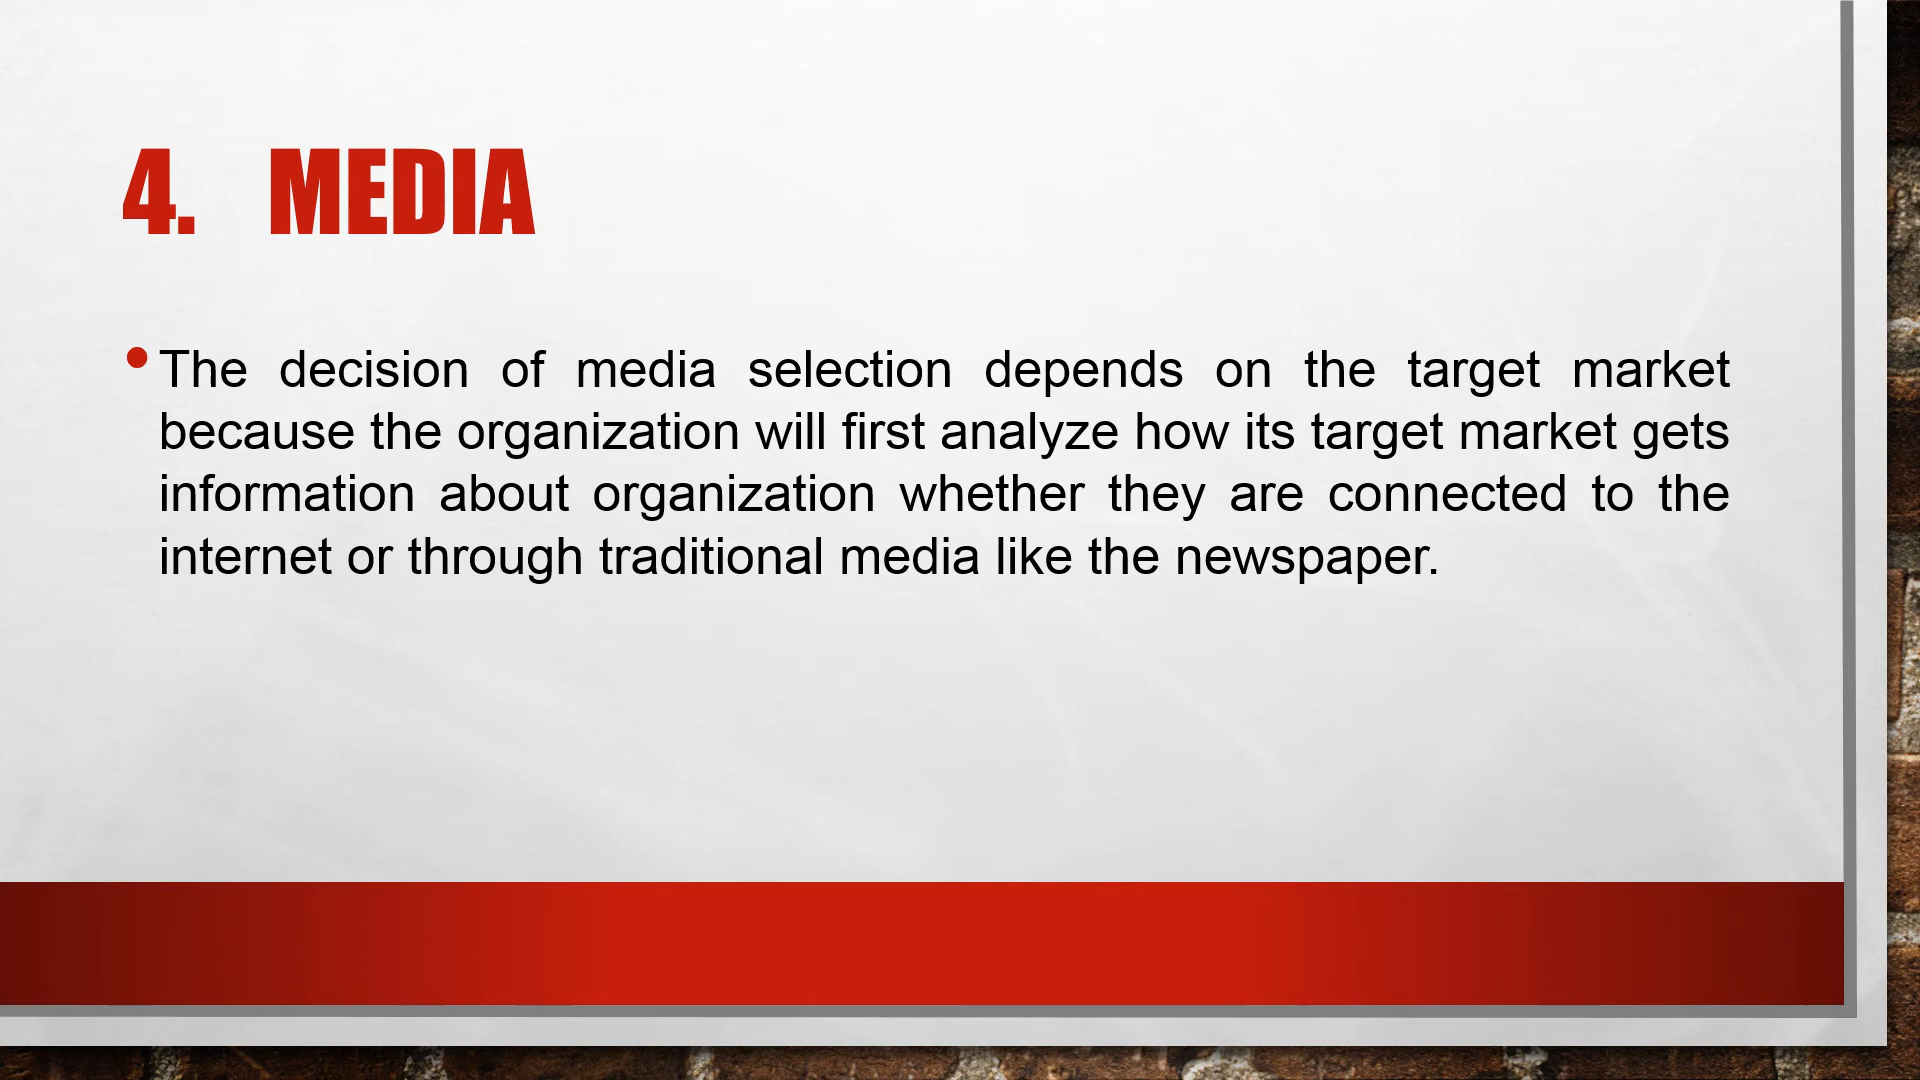 4. MEDIA
• The decision of media selection depends on the target market
because the organization will first analyze how its target market gets
information about organization whether they are connected to the
internet or through traditional media like the newspaper.